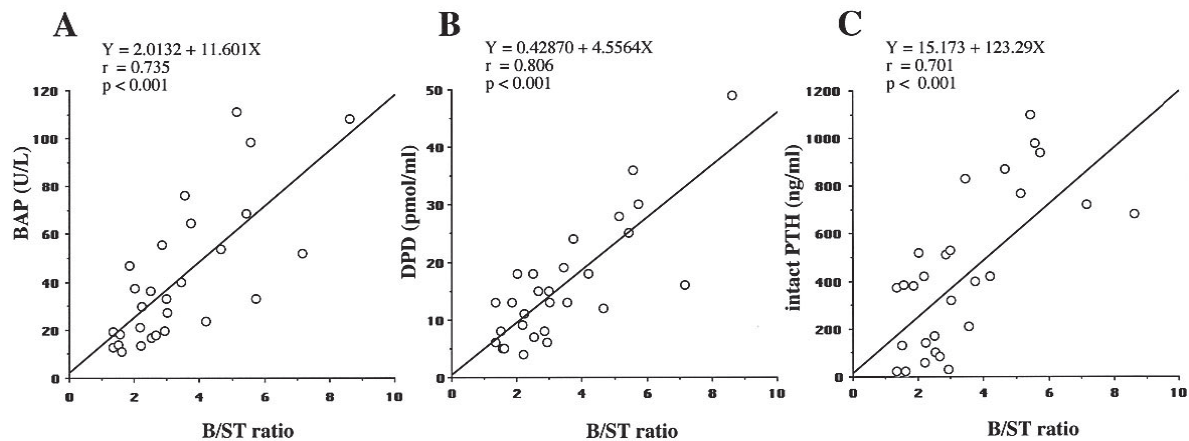 A
Y = 2.0132 + 11.601X
r = 0.735
p < 0.001
120
100
80
60
40
20
0
BAP (U/L)
0 2 4 6 8 10
B/ST ratio
B
Y = 0.42870 + 4.5564X
r = 0.806
p < 0.001
50
40
30
20
10
0
DPD (pmol/ml)
0 2 4 6 8 10
B/ST ratio
C
Y = 15.173 + 123.29X
r = 0.701
p < 0.001
1200
1000
800
600
400
200
0
intact PTH (ng/ml)
0 2 4 6 8 10
B/ST ratio